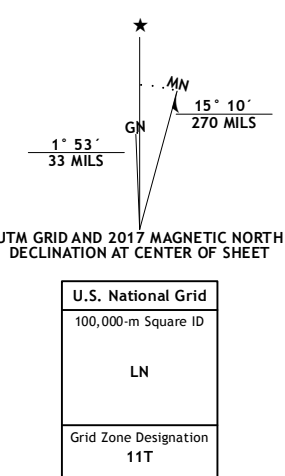 ★
MN
15° 10´
270 MILS
GN
1° 53´
33 MILS
UTM GRID AND 2017 MAGNETIC NORTH
DECLINATION AT CENTER OF SHEET
U.S. National Grid
100,000-m Square ID
LN
Grid Zone Designation
11T